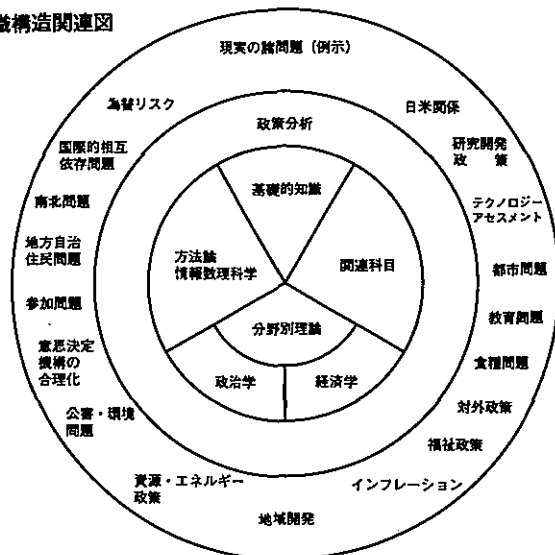 識構造関連図
現実の諸問題（例示）
為替リスク
日米関係
政策分析
国際的相互
依存問題
研究開発
政　策
基礎的知識
南北問題
テクノロジー
アセスメント
地方自治
住民問題
方法論
情報数理科学
関連科目
都市問題
参加問題
教育問題
分野別理論
意思決定
機構の
合理化
食糧問題
政治学
経済学
公害・環境
問題
対外政策
福祉政策
資源・エネルギー
政策
インフレーション
地域開発